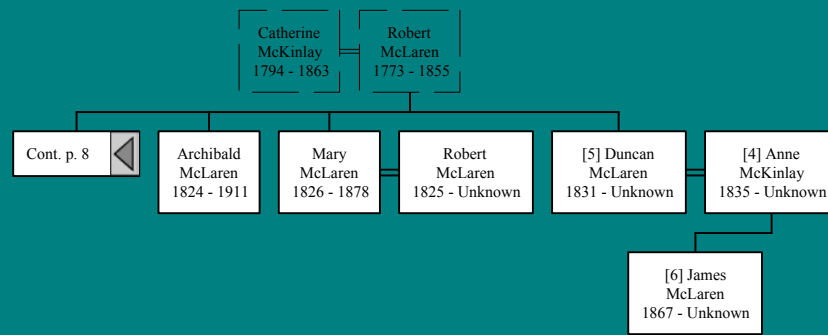 Catherine
McKinlay
1794 - 1863
Robert
McLaren
1773 - 1855
Cont. p. 8
Archibald
McLaren
1824 - 1911
Mary
McLaren
1826 - 1878
Robert
McLaren
1825 - Unknown
[5] Duncan
McLaren
1831 - Unknown
[4] Anne
McKinlay
1835 - Unknown
[6] James
McLaren
1867 - Unknown